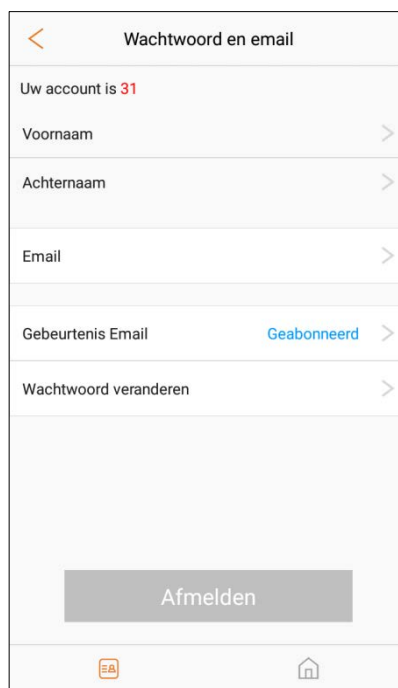 Wachtwoord en email
Uw account is 31
Voornaam
Achternaam
Email
Gebeurtenis Email Geabonneerd
Wachtwoord veranderen
Afmelden